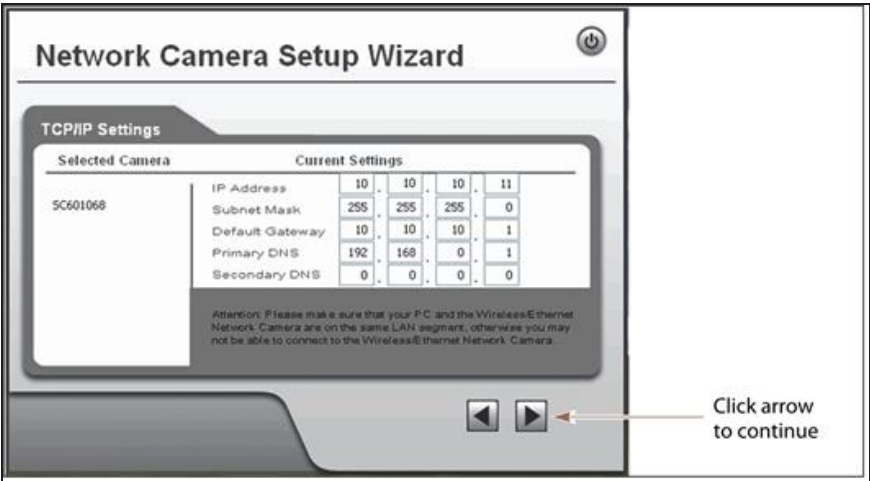 Network Camera Setup Wizard
TCP/IP Settings
Selected Camera
Current Settings
SC601068
IP Address 10 . 10 . 10 . 11
Subnet Mask 255 . 255 . 255 . 0
Default Gateway 10 . 10 . 10 . 1
Primary DNS 192 . 168 . 0 . 1
Secondary DNS 0 . 0 . 0 . 0
Attention: Please make sure that your PC and the Wireless/Ethernet
Network Camera are on the same LAN segment, otherwise you may
not be able to connect to the Wireless/Ethernet Network Camera.
Click arrow
to continue